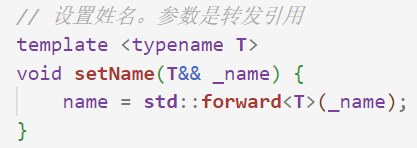 // 设置姓名。参数是转发引用
template <typename T>
void setName(T&& _name) {
    name = std::forward<T>(_name);
}